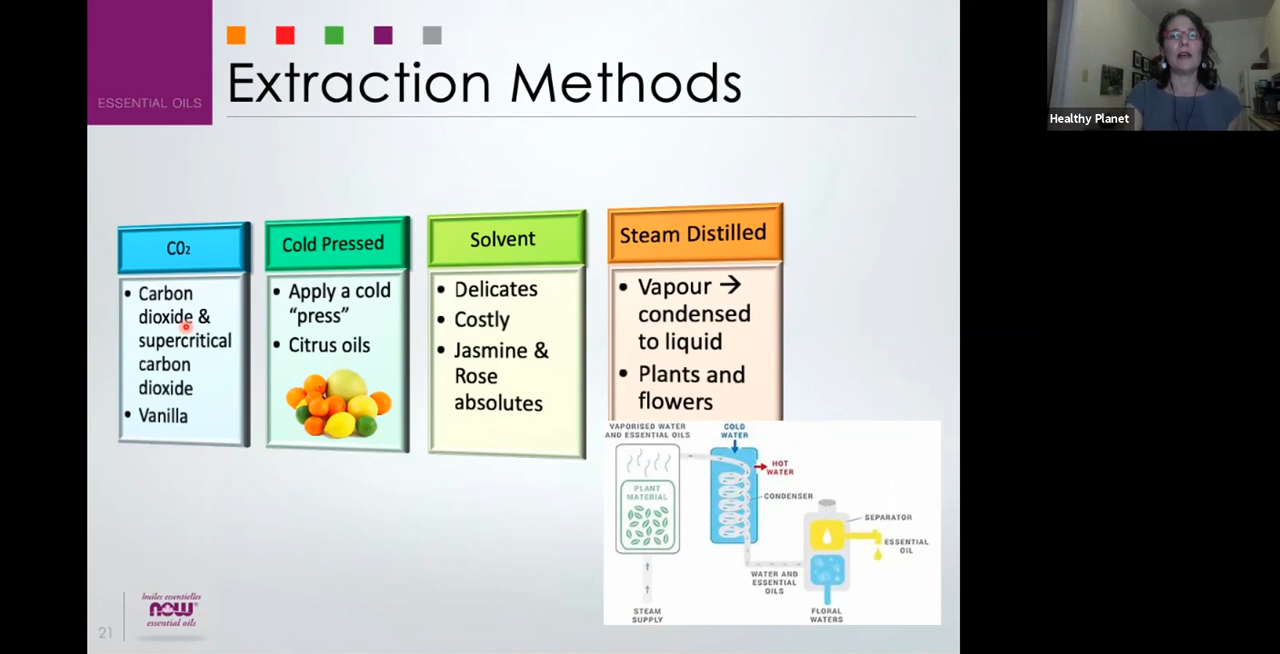 ESSENTIAL OILS
Extraction Methods
CO₂
• Carbon
dioxide &
supercritical
carbon
dioxide
• Vanilla
Cold Pressed
• Apply a cold
“press”
• Citrus oils
Solvent
• Delicates
• Costly
• Jasmine &
Rose
absolutes
Steam Distilled
• Vapour →
condensed
to liquid
• Plants and
flowers
VAPORISED WATER
AND ESSENTIAL OILS
COLD
WATER
HOT
WATER
PLANT
MATERIAL
CONDENSER
SEPARATOR
ESSENTIAL
OIL
WATER AND
ESSENTIAL
OILS
STEAM
SUPPLY
FLORAL
WATERS
21
huiles essentielles
NOW®
essential oils
Healthy Planet